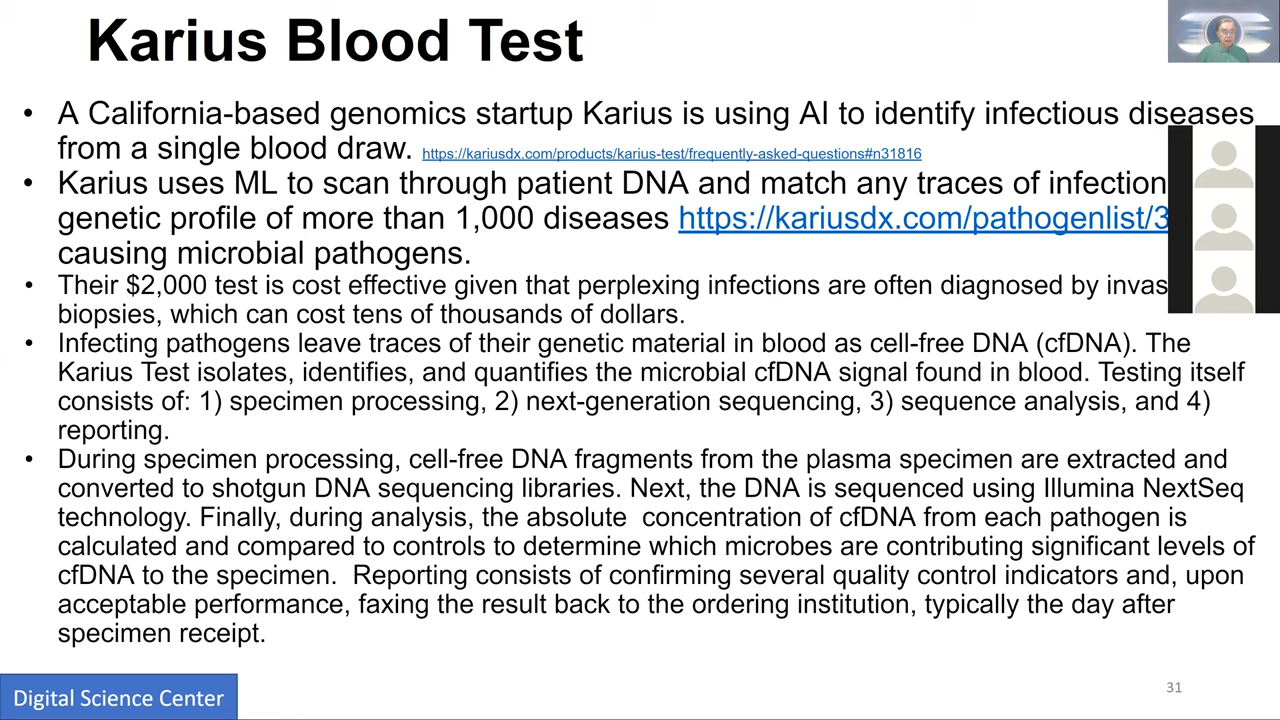 Karius Blood Test
• A California-based genomics startup Karius is using AI to identify infectious diseases
from a single blood draw. https://kariusdx.com/products/karius-test/frequently-asked-questions#n31816
• Karius uses ML to scan through patient DNA and match any traces of infection
genetic profile of more than 1,000 diseases https://kariusdx.com/pathogenlist/3
causing microbial pathogens.
• Their $2,000 test is cost effective given that perplexing infections are often diagnosed by
biopsies, which can cost tens of thousands of dollars.
• Infecting pathogens leave traces of their genetic material in blood as cell-free DNA (cfDNA). The
Karius Test isolates, identifies, and quantifies the microbial cfDNA signal found in blood. Testing itself
consists of: 1) specimen processing, 2) next-generation sequencing, 3) sequence analysis, and 4)
reporting.
• During specimen processing, cell-free DNA fragments from the plasma specimen are extracted and
converted to shotgun DNA sequencing libraries. Next, the DNA is sequenced using Illumina NextSeq
technology. Finally, during analysis, the absolute  concentration of cfDNA from each pathogen is
calculated and compared to controls to determine which microbes are contributing significant levels of
cfDNA to the specimen.  Reporting consists of confirming several quality control indicators and, upon
acceptable performance, faxing the result back to the ordering institution, typically the day after
specimen receipt.
Digital Science Center
31